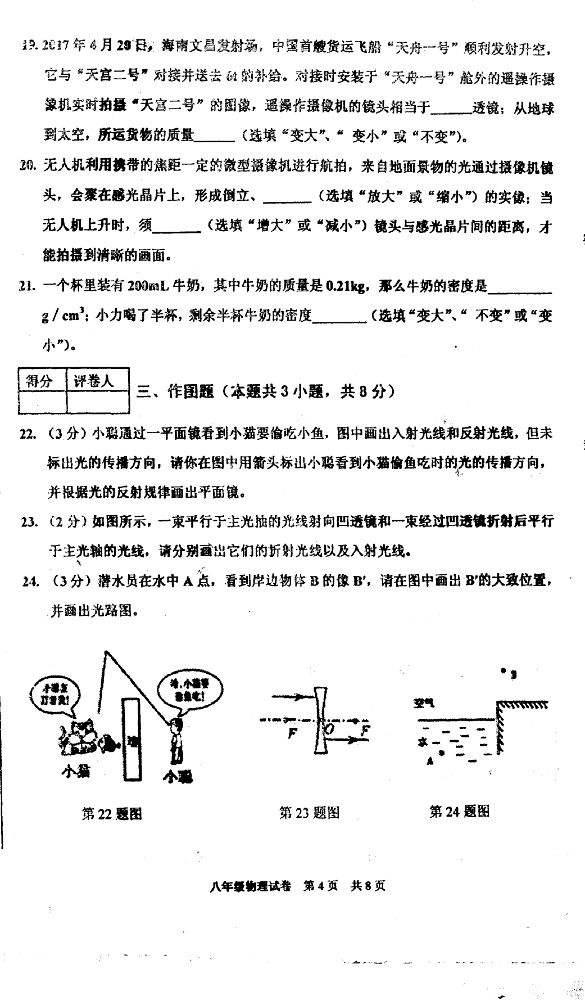 19. 2017年4月20日，海南文昌发射场，中国首艘货运飞船“天舟一号”顺利发射升空，
它与“天宫二号”对接并送去6t的补给。对接时安装于“天舟一号”舱外的遥操作摄
象机实时拍摄“天宫二号”的图像，遥操作摄像机的镜头相当于______透镜；从地球
到太空，所运货物的质量______（选填“变大”、“ 变小”或“不变”）。
20. 无人机利用携带的焦距一定的微型摄像机进行航拍，来自地面景物的光通过摄像机镜
头，会聚在感光晶片上，形成倒立、_______（选填“放大”或“缩小”）的实像；当
无人机上升时，须_______（选填“增大”或“减小”）镜头与感光晶片间的距离，才
能拍摄到清晰的画面。
21. 一个杯里装有200mL牛奶，其中牛奶的质量是0.21kg，那么牛奶的密度是_________
g / cm³；小力喝了半杯，剩余半杯牛奶的密度________（选填“变大”、“ 不变”或“变
小”）。
得分 评卷人
三、作图题（本题共3小题，共8分）
22. （3分）小聪通过一平面镜看到小猫要偷吃小鱼，图中画出入射光线和反射光线，但未
标出光的传播方向，请你在图中用箭头标出小聪看到小猫偷鱼吃时的光的传播方向，
并根据光的反射规律画出平面镜。
23. （2分）如图所示，一束平行于主光抽的光线射向凹透镜和一束经过凹透镜折射后平行
于主光轴的光线，请分别画出它们的折射光线以及入射光线。
24. （3分）潜水员在水中A点，看到岸边物体B的像B′，请在图中画出B′的大致位置，
并画出光路图。
小猫
小聪
第22题图
F O F
第23题图
B
空气
水
A
第24题图
八年级物理试卷 第4页 共8页